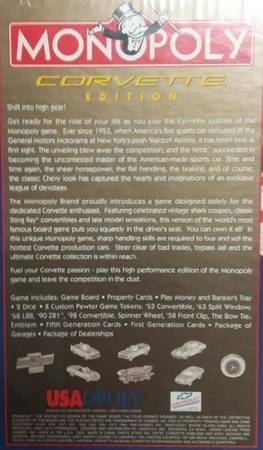 MONOPOLY
CORVETTE
EDITION
Shift into high gear!
Get ready for the ride of your life as you play the Corvette edition of the
Monopoly game. Ever since 1953, when America's first sports car debuted at the
General Motors Motorama at New York's posh Waldorf Astoria, it has been love at
first sight. The unveiling blew away the competition, and the 'Vette™ succeeded in
becoming the uncontested master of the American-made sports car. Time and
time again, the sheer horsepower, the flat handling, the braking, and of course,
the classic Chevy look has captured the hearts and imaginations of an exclusive
league of devotees.
The Monopoly Brand proudly introduces a game designed solely for the
dedicated Corvette enthusiast. Featuring celebrated vintage shark coupes, classic
Sting Ray® convertibles and late model sensations, this version of the world's most
famous board game puts you squarely in the driver's seat. You can own it all! In
this unique Monopoly game, sharp handling skills are required to buy and sell the
hottest Corvette production cars. Steer clear of bad trades, bypass Jail and the
ultimate Corvette collection is within reach.
Fuel your Corvette passion - play this high performance edition of the Monopoly
game and leave the competition in the dust.
Game includes: Game Board • Property Cards • Play Money and Banker's Tray
• 2 Dice • 8 Custom Pewter Game Tokens: '53 Convertible, '63 Split Window,
'68 L88, '90 ZR1™, '98 Convertible, Spinner Wheel, '58 Front Clip, The Bow Tie
Emblem • Fifth Generation Cards • First Generation Cards • Package of
Garages • Package of Dealerships
USAOPOLY